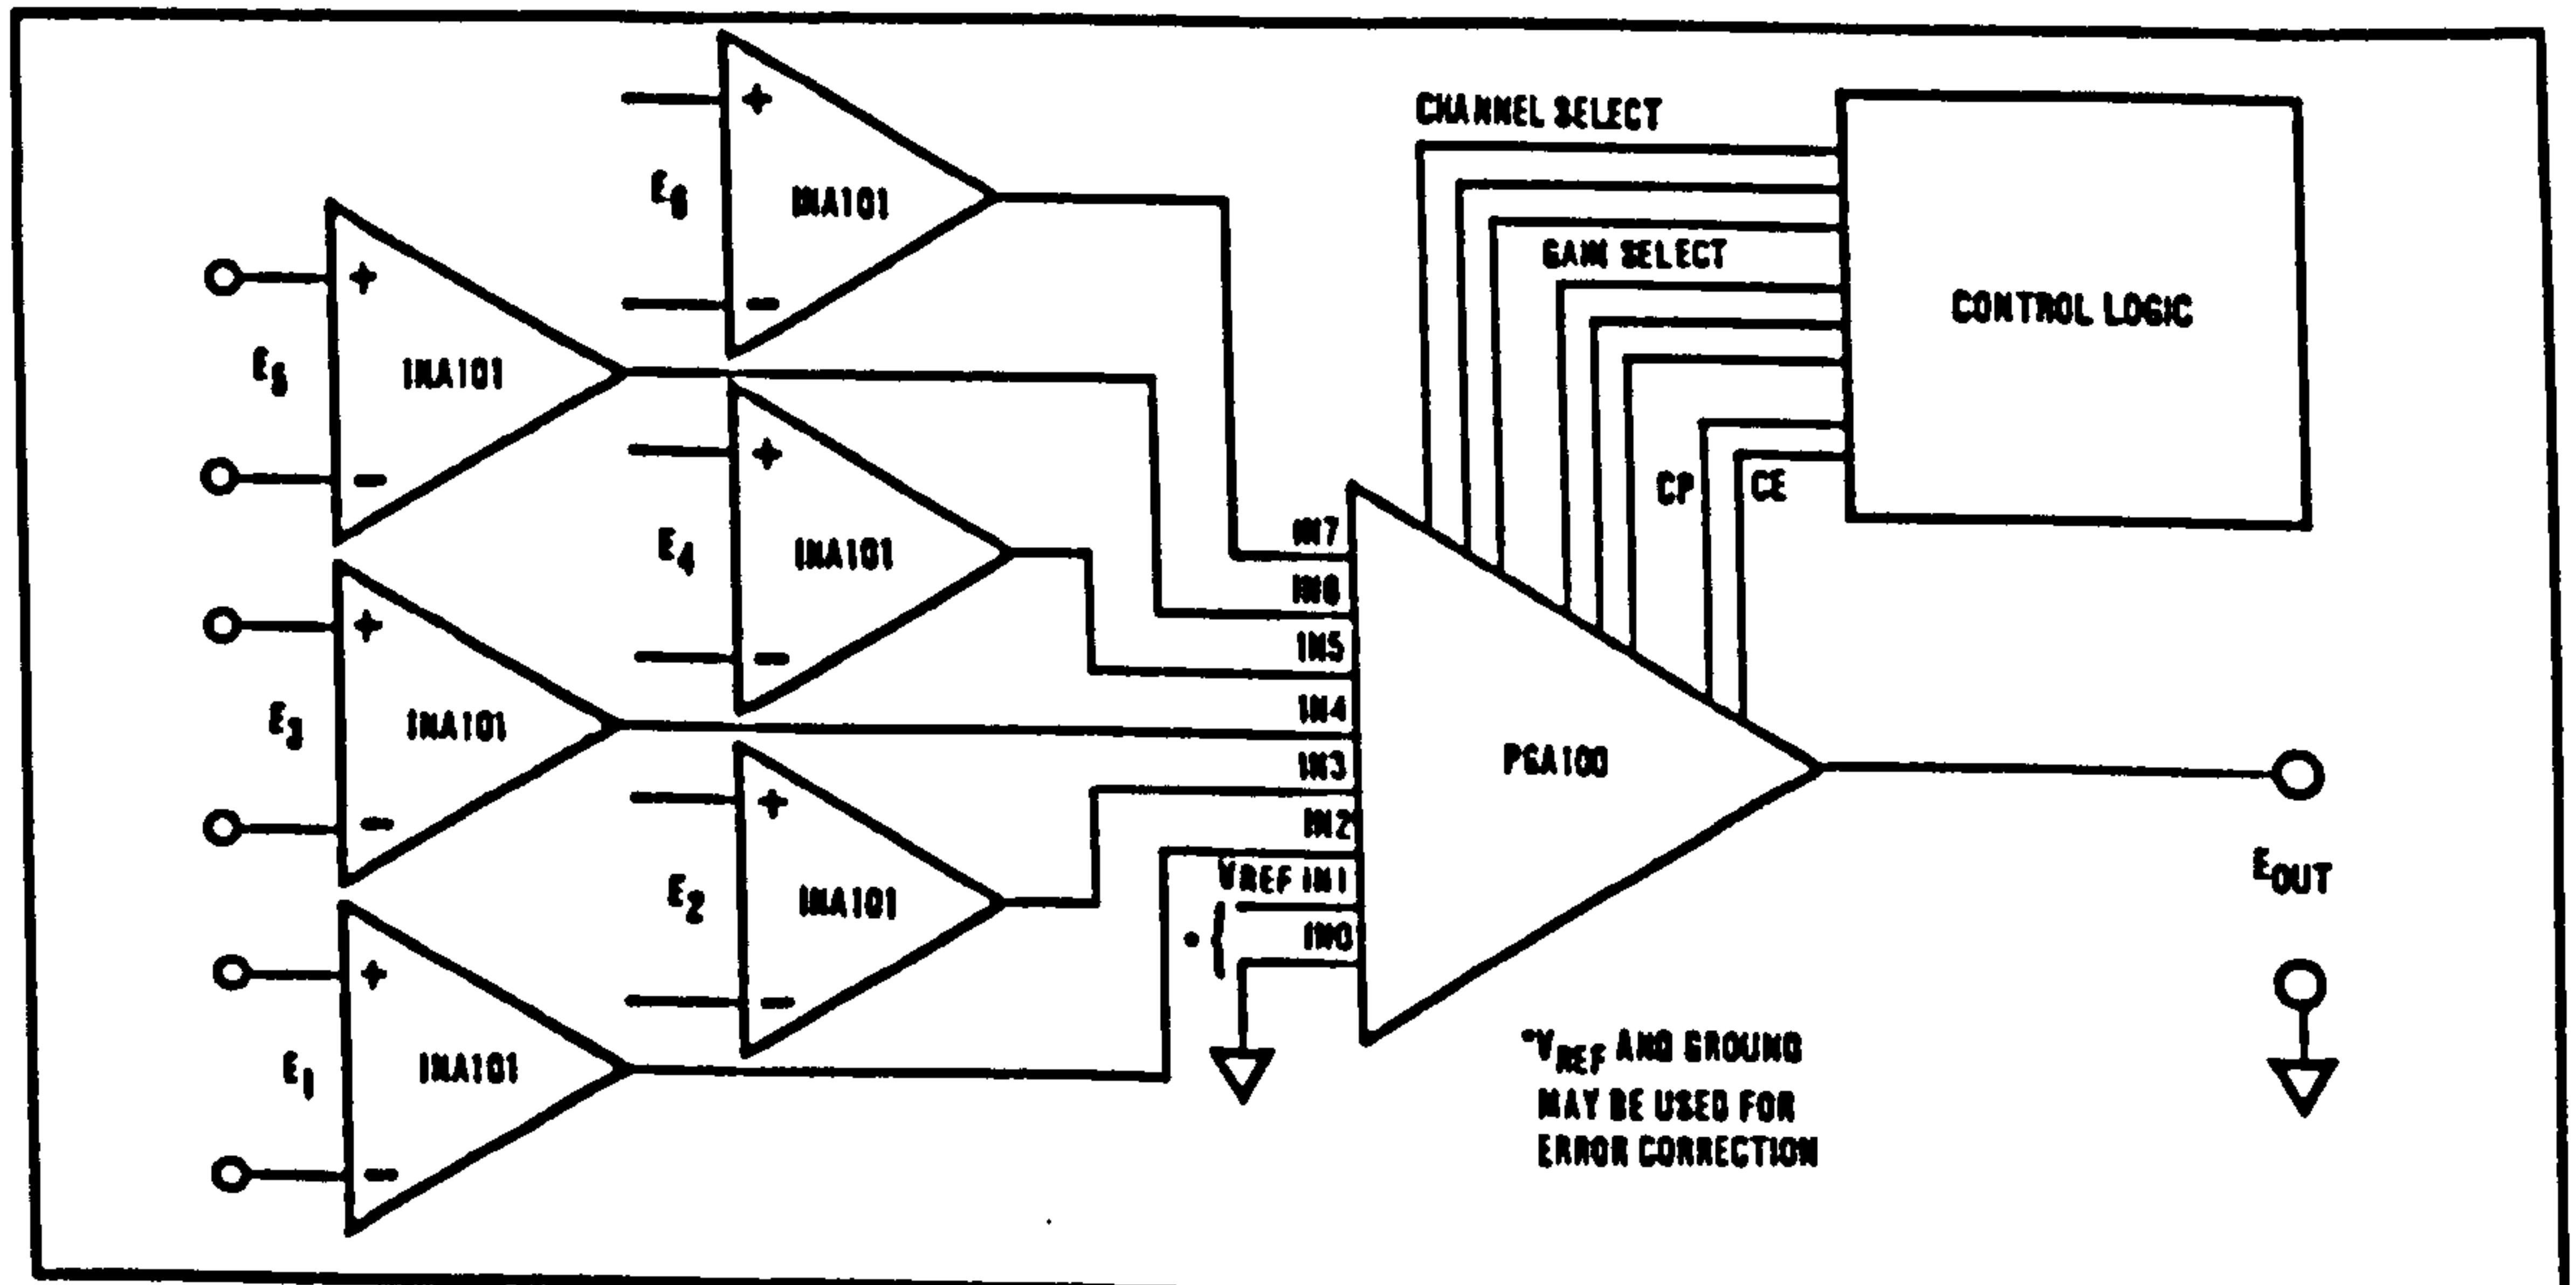 CHANNEL SELECT
GAIN SELECT
CONTROL LOGIC
CP
CE
+
E6
INA101
−
+
E5
INA101
−
+
E4
INA101
−
+
E3
INA101
−
+
E2
INA101
−
+
E1
INA101
−
IN7
IN6
IN5
IN4
IN3
IN2
VREF IN1
*{
IN0
PGA100
EOUT
*VREF AND GROUND
MAY BE USED FOR
ERROR CORRECTION